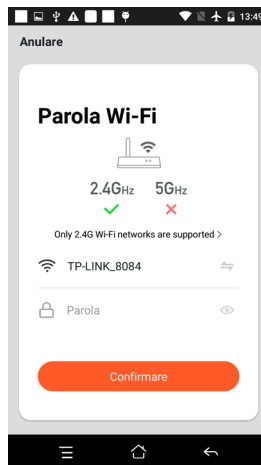 13:49
Anulare
Parola Wi-Fi
2.4GHz 5GHz
Only 2.4G Wi-Fi networks are supported >
TP-LINK_8084
Parola
Confirmare